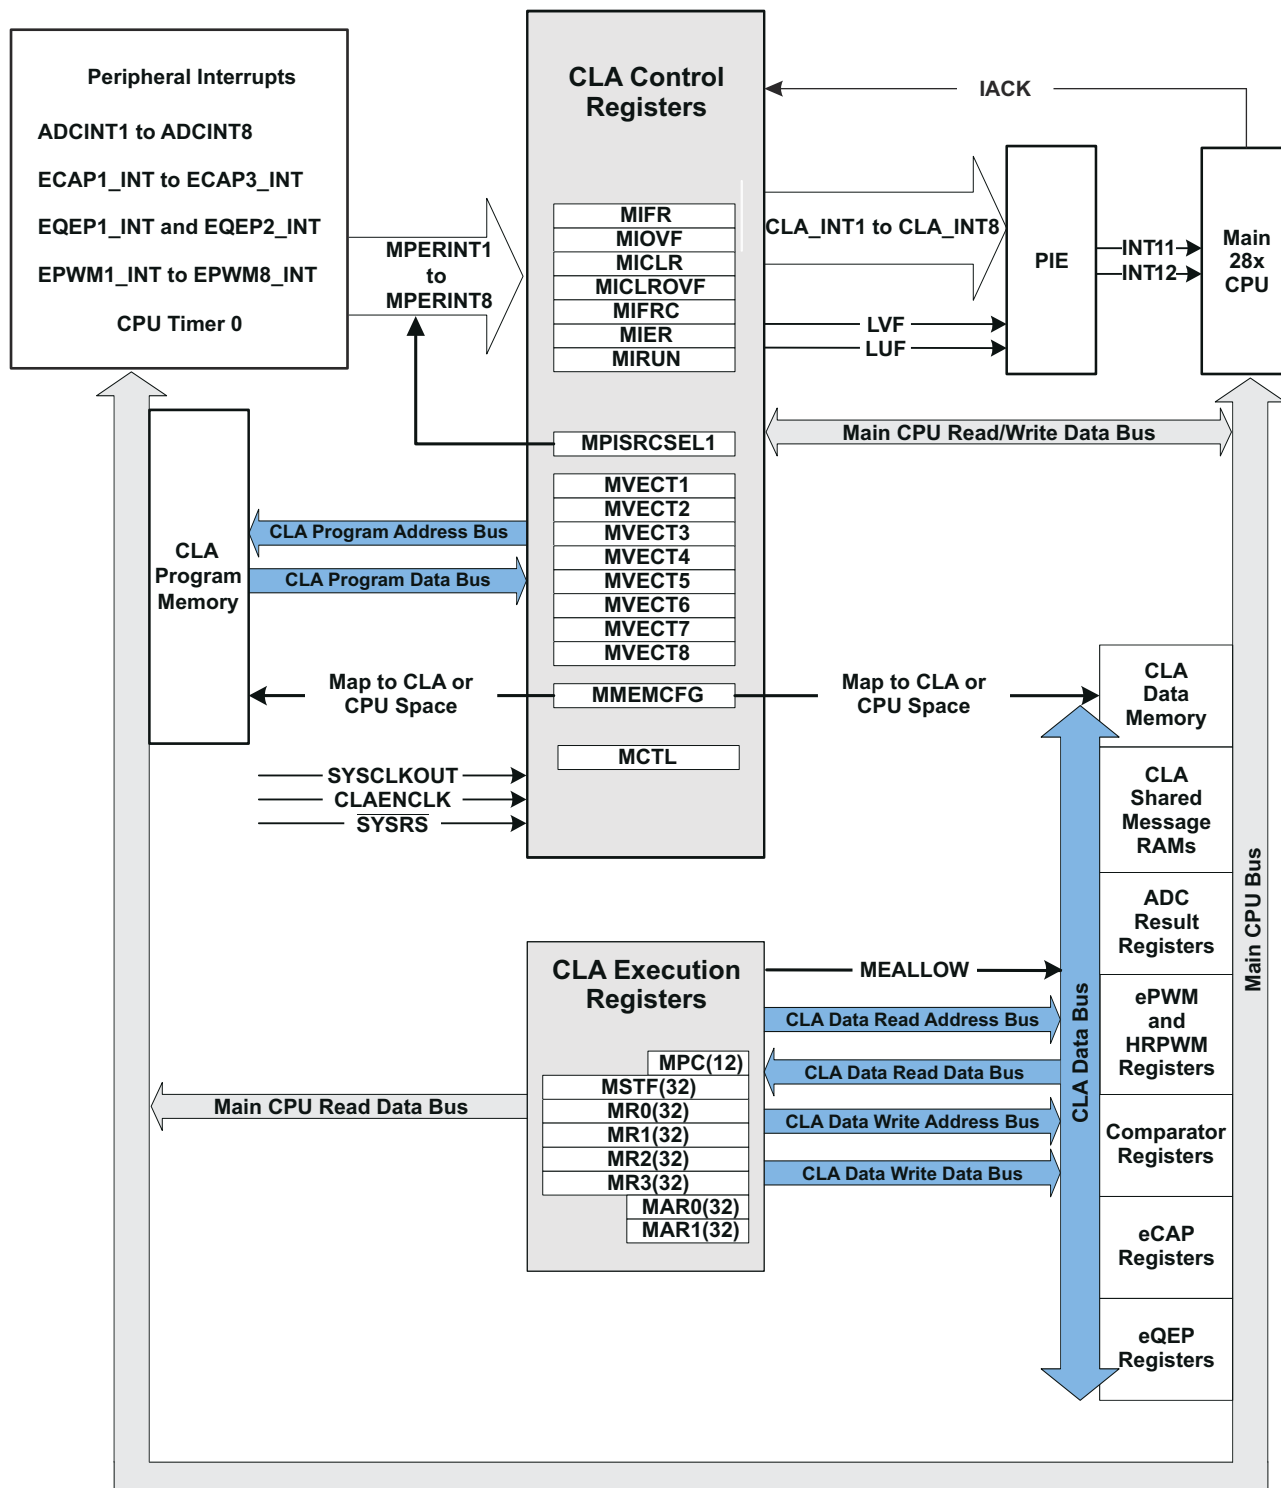 Peripheral Interrupts
ADCINT1 to ADCINT8
ECAP1_INT to ECAP3_INT
EQEP1_INT and EQEP2_INT
EPWM1_INT to EPWM8_INT
CPU Timer 0
MPERINT1
to
MPERINT8
CLA Control
Registers
MIFR
MIOVF
MICLR
MICLROVF
MIFRC
MIER
MIRUN
MPISRCSEL1
MVECT1
MVECT2
MVECT3
MVECT4
MVECT5
MVECT6
MVECT7
MVECT8
MMEMCFG
MCTL
IACK
CLA_INT1 to CLA_INT8
LVF
LUF
PIE
INT11
INT12
Main
28x
CPU
Main CPU Read/Write Data Bus
CLA
Program
Memory
CLA Program Address Bus
CLA Program Data Bus
Map to CLA or
CPU Space
Map to CLA or
CPU Space
SYSCLKOUT
CLAENCLK
SYSRS
CLA
Data
Memory
CLA
Shared
Message
RAMs
ADC
Result
Registers
ePWM
and
HRPWM
Registers
Comparator
Registers
eCAP
Registers
eQEP
Registers
Main CPU Bus
CLA Data Bus
CLA Execution
Registers
MPC(12)
MSTF(32)
MR0(32)
MR1(32)
MR2(32)
MR3(32)
MAR0(32)
MAR1(32)
MEALLOW
CLA Data Read Address Bus
CLA Data Read Data Bus
CLA Data Write Address Bus
CLA Data Write Data Bus
Main CPU Read Data Bus